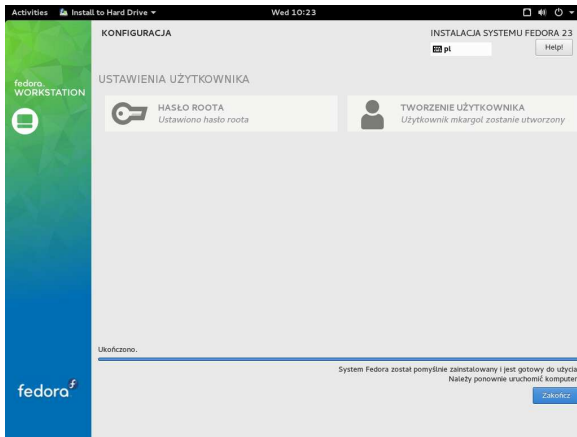 Activities Install to Hard Drive Wed 10:23
KONFIGURACJA
INSTALACJA SYSTEMU FEDORA 23
pl Help!
fedora.
WORKSTATION
USTAWIENIA UŻYTKOWNIKA
HASŁO ROOTA
Ustawiono hasło roota
TWORZENIE UŻYTKOWNIKA
Użytkownik mkargol zostanie utworzony
Ukończono.
System Fedora został pomyślnie zainstalowany i jest gotowy do użycia
Należy ponownie uruchomić komputer
Zakończ
fedora